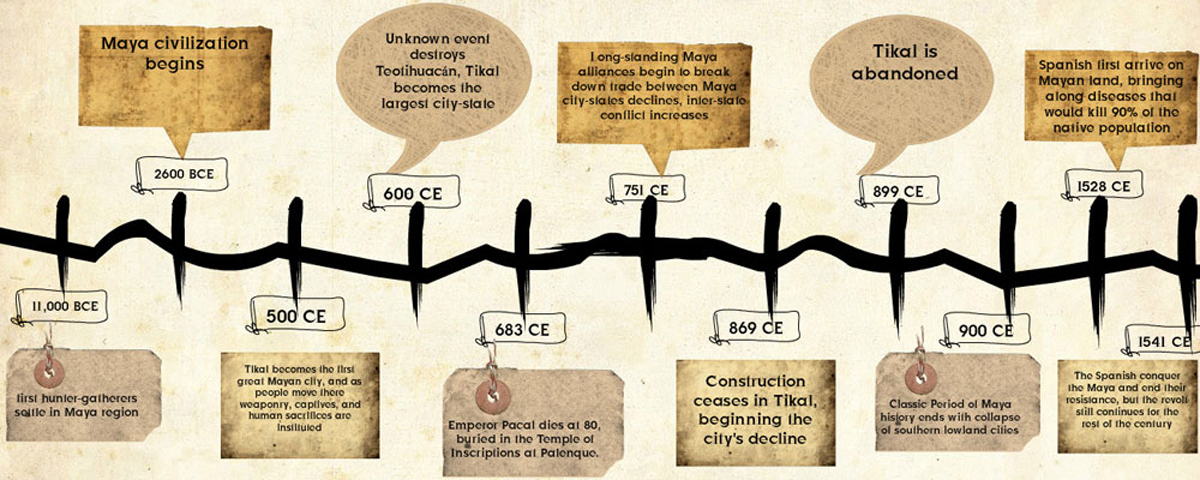 Maya civilization
begins
2600 BCE
Unknown event
destroys
Teotihuacán, Tikal
becomes the
largest city-state
600 CE
Long-standing Maya
alliances begin to break
down trade between Maya
city-states declines, inter-state
conflict increases
751 CE
Tikal is
abandoned
899 CE
Spanish first arrive on
Mayan land, bringing
along diseases that
would kill 90% of the
native population
1528 CE
11,000 BCE
first hunter-gatherers
settle in Maya region
500 CE
Tikal becomes the first
great Mayan city, and as
people move there
weaponry, captives, and
human sacrifices are
instituted
683 CE
Emperor Pacal dies at 80,
buried in the Temple of
Inscriptions at Palenque.
869 CE
Construction
ceases in Tikal,
beginning the
city's decline
900 CE
Classic Period of Maya
history ends with collapse
of southern lowland cities
1541 CE
The Spanish conquer
the Maya and end their
resistance, but the revolt
still continues for the
rest of the century